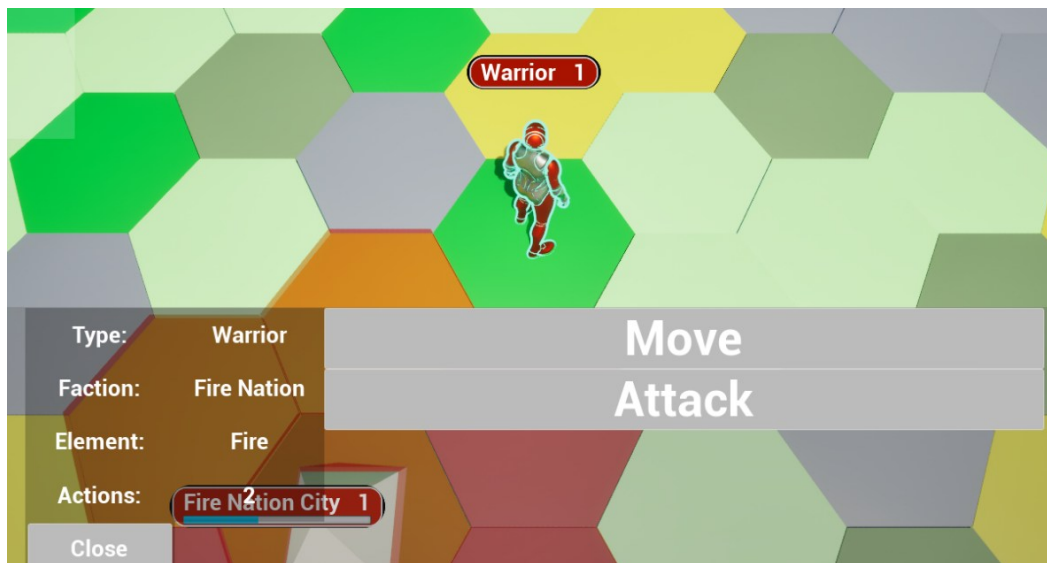 Warrior 1
Move
Attack
Type: Warrior
Faction: Fire Nation
Element: Fire
Actions: 2
Fire Nation City 1
Close